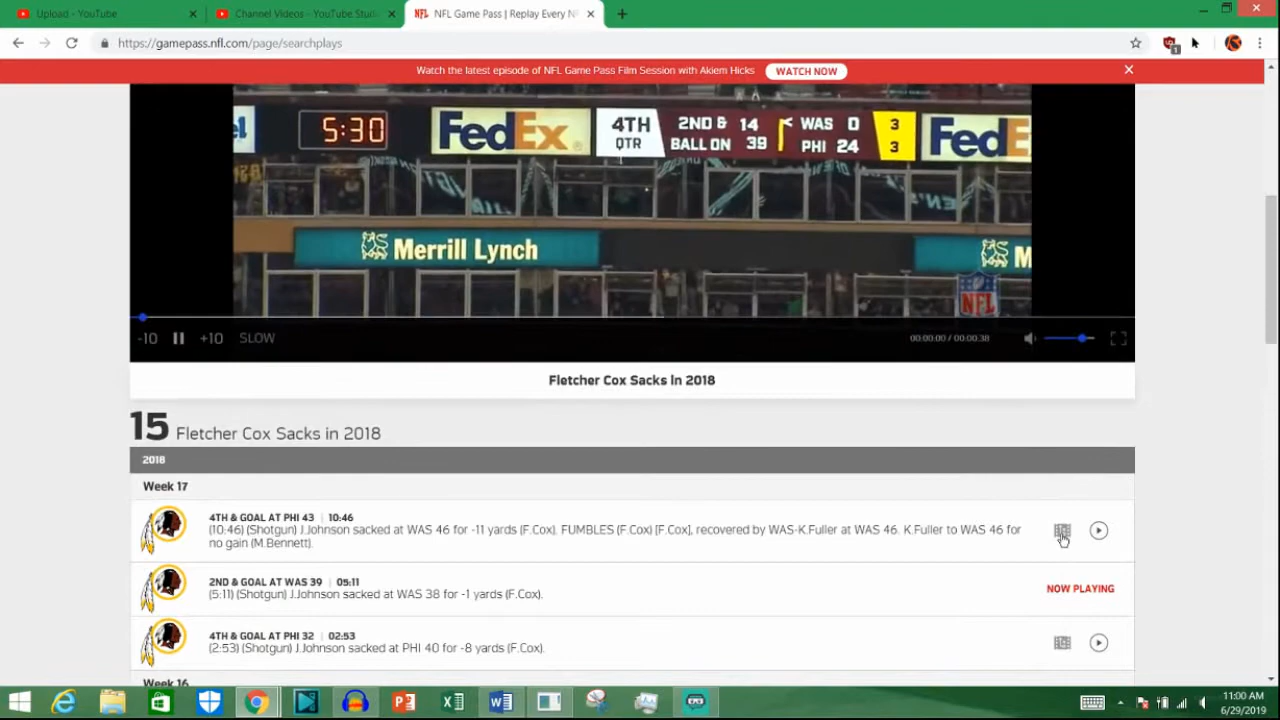 Upload - YouTube
Channel Videos - YouTube Studi
NFL Game Pass | Replay Every N
https://gamepass.nfl.com/page/searchplays
1
Watch the latest episode of NFL Game Pass Film Session with Akiem Hicks WATCH NOW
5:30 FedEx 4TH QTR 2ND & 14 < WAS 0 3 FedEx
BALL ON 39 PHI 24 3
Merrill Lynch M
NFL
-10 +10 SLOW 00:00:00 / 00:00:38
Fletcher Cox Sacks in 2018
15 Fletcher Cox Sacks in 2018
2018
Week 17
4TH & GOAL AT PHI 43 | 10:46
(10:46) (Shotgun) J.Johnson sacked at WAS 46 for -11 yards (F.Cox). FUMBLES (F.Cox) [F.Cox], recovered by WAS-K.Fuller at WAS 46. K.Fuller to WAS 46 for
no gain (M.Bennett).
2ND & GOAL AT WAS 39 | 05:11
(5:11) (Shotgun) J.Johnson sacked at WAS 38 for -1 yards (F.Cox).
NOW PLAYING
4TH & GOAL AT PHI 32 | 02:53
(2:53) (Shotgun) J.Johnson sacked at PHI 40 for -8 yards (F.Cox).
Week 16
11:00 AM
6/29/2019